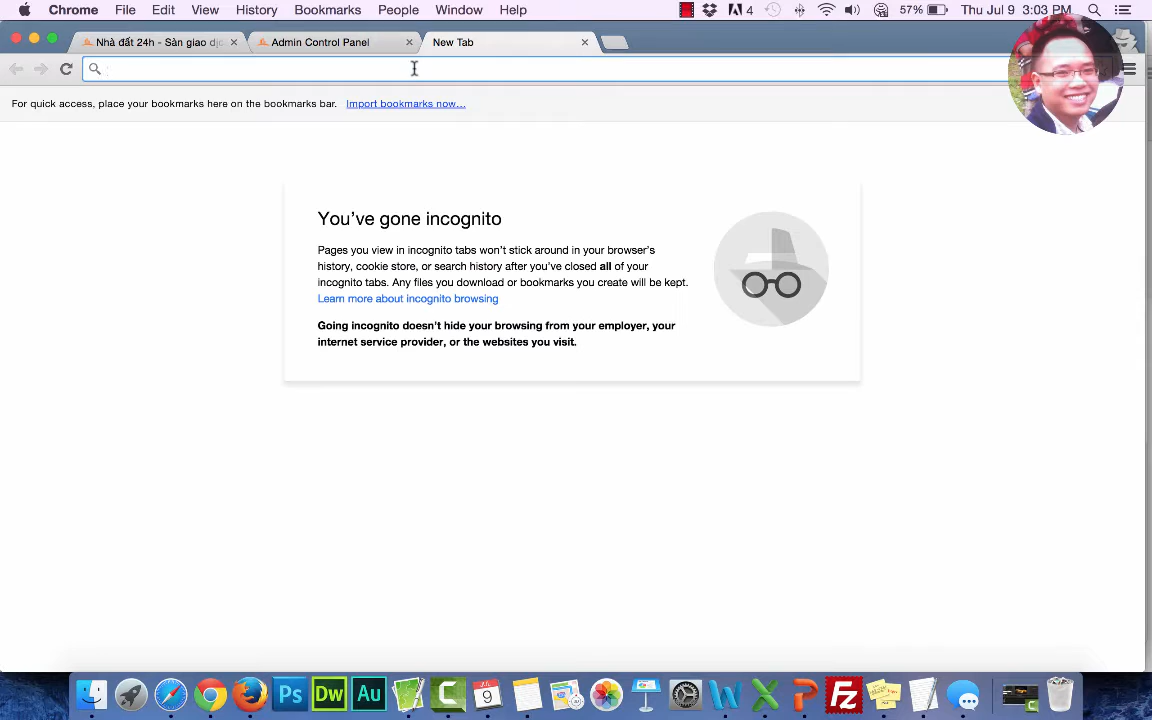 Chrome File Edit View History Bookmarks People Window Help 4 57% Thu Jul 9 3:03 PM
Nhà đất 24h - Sàn giao dịc Admin Control Panel New Tab
For quick access, place your bookmarks here on the bookmarks bar. Import bookmarks now…
You've gone incognito
Pages you view in incognito tabs won't stick around in your browser's
history, cookie store, or search history after you've closed all of your
incognito tabs. Any files you download or bookmarks you create will be kept.
Learn more about incognito browsing
Going incognito doesn't hide your browsing from your employer, your
internet service provider, or the websites you visit.
Ps Dw Au 9 Fz